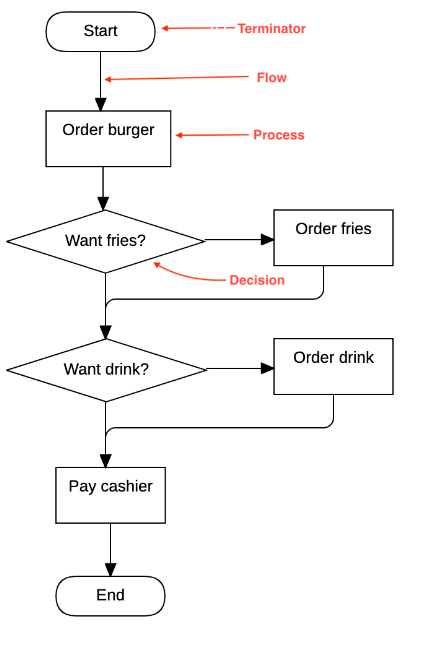 Start
Terminator
Flow
Order burger
Process
Want fries?
Order fries
Decision
Want drink?
Order drink
Pay cashier
End